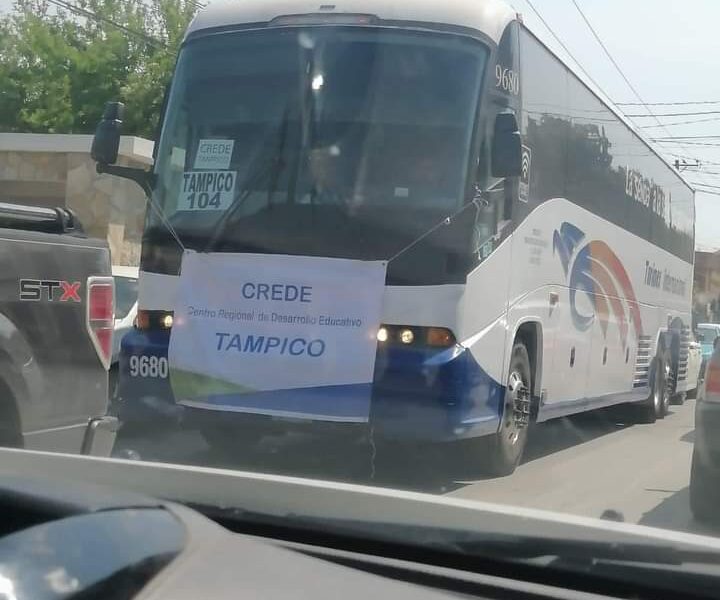 9680
CREDE
TAMPICO
TAMPICO
104
STX
CREDE
Centro Regional de Desarrollo Educativo
TAMPICO
9680